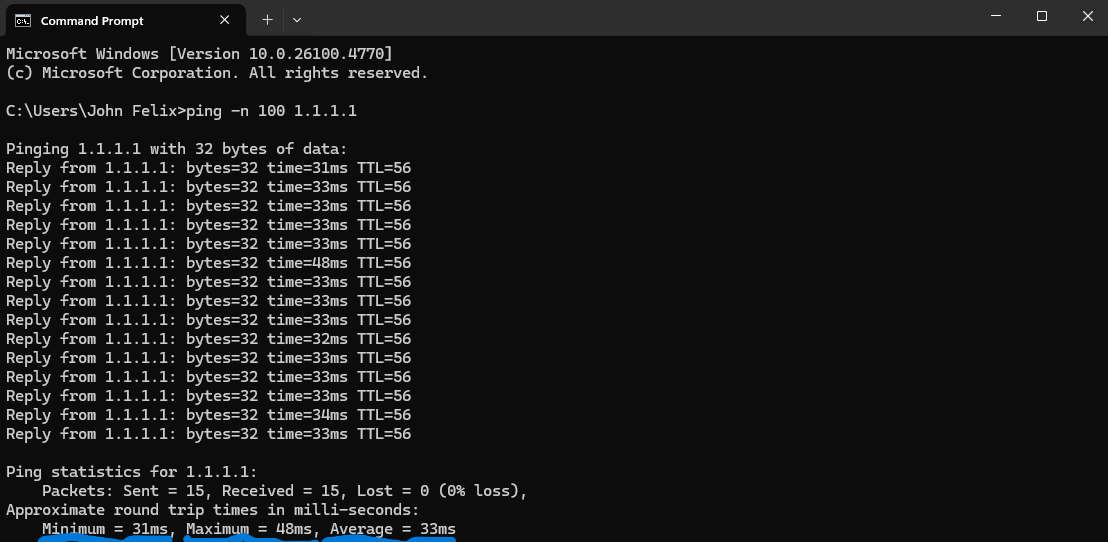 Command Prompt
Microsoft Windows [Version 10.0.26100.4770]
(c) Microsoft Corporation. All rights reserved.
C:\Users\John Felix>ping -n 100 1.1.1.1
Pinging 1.1.1.1 with 32 bytes of data:
Reply from 1.1.1.1: bytes=32 time=31ms TTL=56
Reply from 1.1.1.1: bytes=32 time=33ms TTL=56
Reply from 1.1.1.1: bytes=32 time=33ms TTL=56
Reply from 1.1.1.1: bytes=32 time=33ms TTL=56
Reply from 1.1.1.1: bytes=32 time=33ms TTL=56
Reply from 1.1.1.1: bytes=32 time=48ms TTL=56
Reply from 1.1.1.1: bytes=32 time=33ms TTL=56
Reply from 1.1.1.1: bytes=32 time=33ms TTL=56
Reply from 1.1.1.1: bytes=32 time=33ms TTL=56
Reply from 1.1.1.1: bytes=32 time=32ms TTL=56
Reply from 1.1.1.1: bytes=32 time=33ms TTL=56
Reply from 1.1.1.1: bytes=32 time=33ms TTL=56
Reply from 1.1.1.1: bytes=32 time=33ms TTL=56
Reply from 1.1.1.1: bytes=32 time=34ms TTL=56
Reply from 1.1.1.1: bytes=32 time=33ms TTL=56
Ping statistics for 1.1.1.1:
Packets: Sent = 15, Received = 15, Lost = 0 (0% loss),
Approximate round trip times in milli-seconds:
Minimum = 31ms, Maximum = 48ms, Average = 33ms